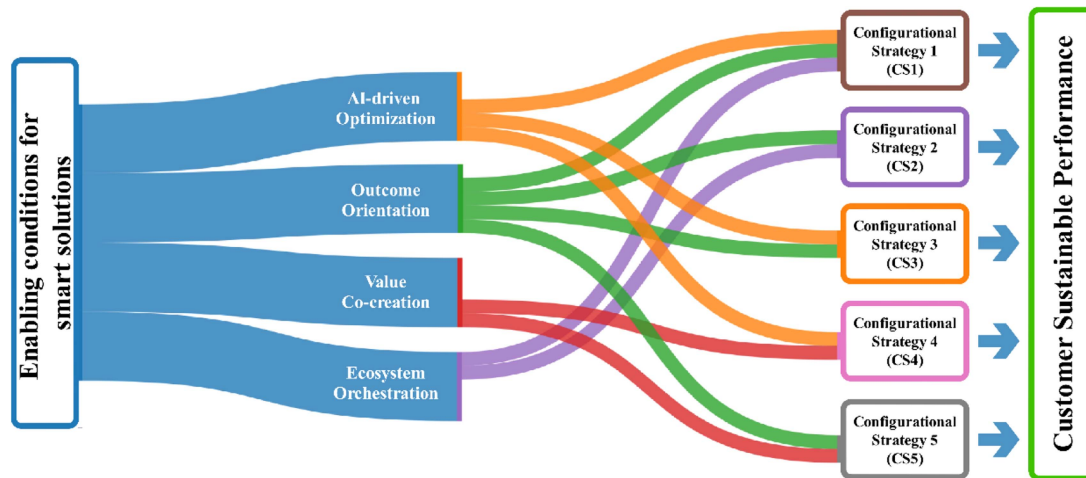 Enabling conditions for
smart solutions
AI-driven
Optimization
Outcome
Orientation
Value
Co-creation
Ecosystem
Orchestration
Configurational
Strategy 1
(CS1)
Configurational
Strategy 2
(CS2)
Configurational
Strategy 3
(CS3)
Configurational
Strategy 4
(CS4)
Configurational
Strategy 5
(CS5)
Customer Sustainable Performance